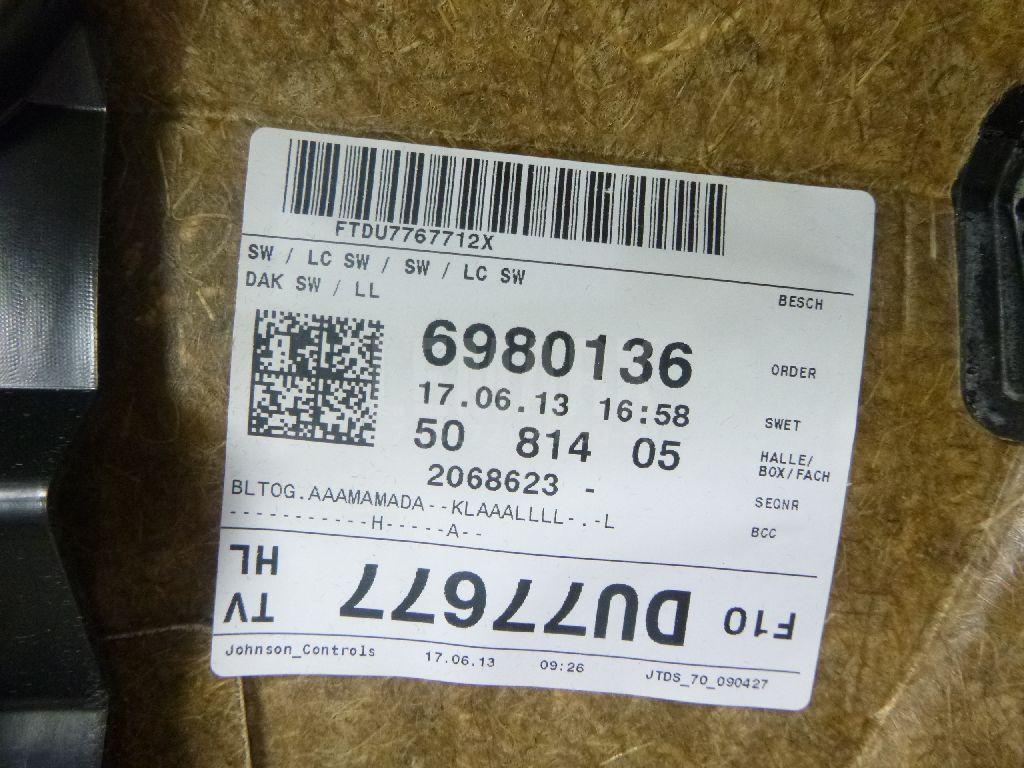 FTDU7767712X
SW / LC SW / SW / LC SW
DAK SW / LL
BESCH
6980136
ORDER
17.06.13 16:58
SWET
50 814 05
HALLE/
BOX/FACH
2068623 -
SEQNR
BLTOG.AAAMAMADA--KLAAALLLL-.-L
BCC
-----------H-----A--
F10 DU77677 TV
HL
Johnson_Controls 17.06.13 09:26 JTDS_70_090427